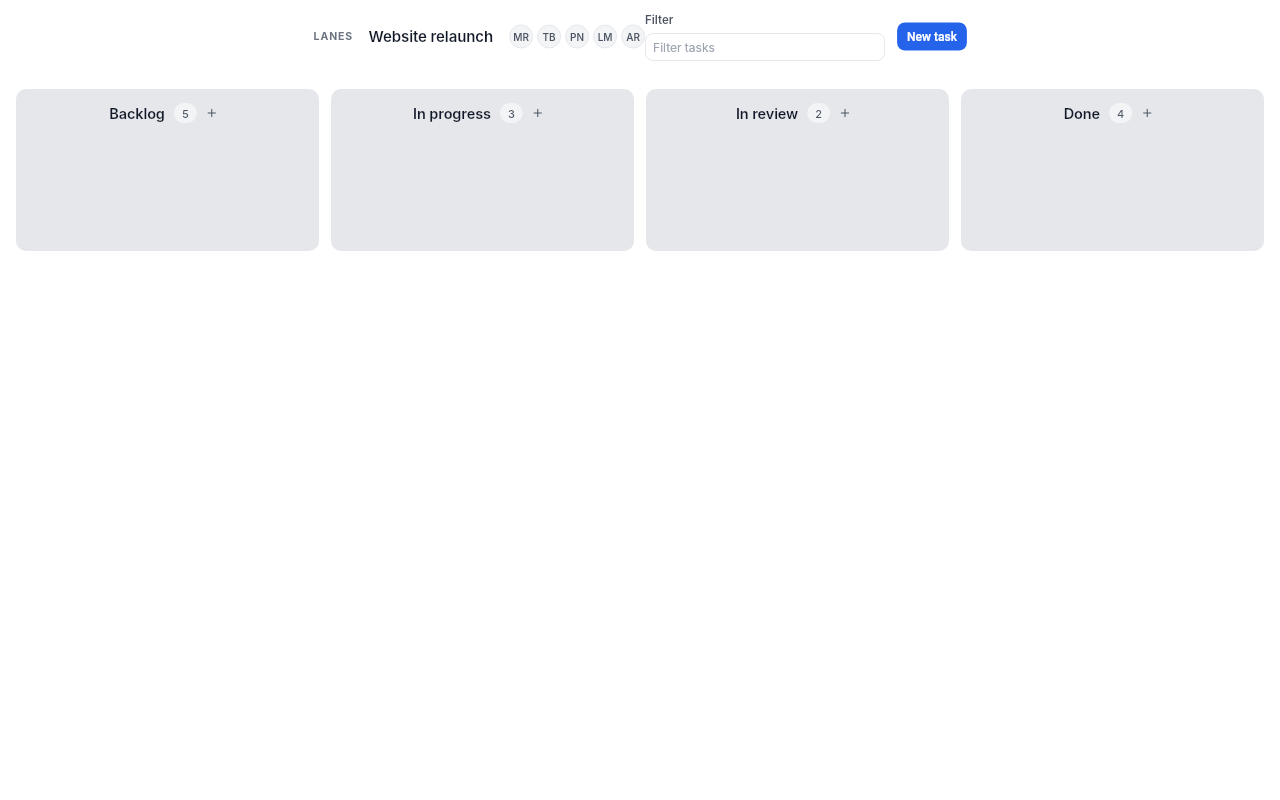 LANES Website relaunch MR TB PN LM AR
Filter
Filter tasks
New task
Backlog 5 +
In progress 3 +
In review 2 +
Done 4 +